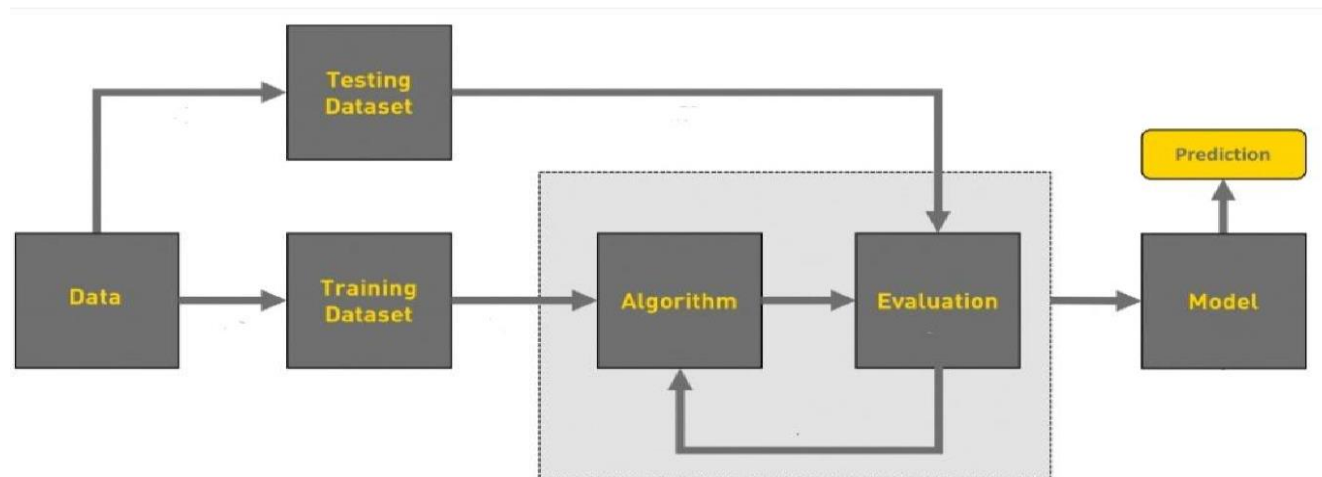 Testing
Dataset
Prediction
Data
Training
Dataset
Algorithm
Evaluation
Model